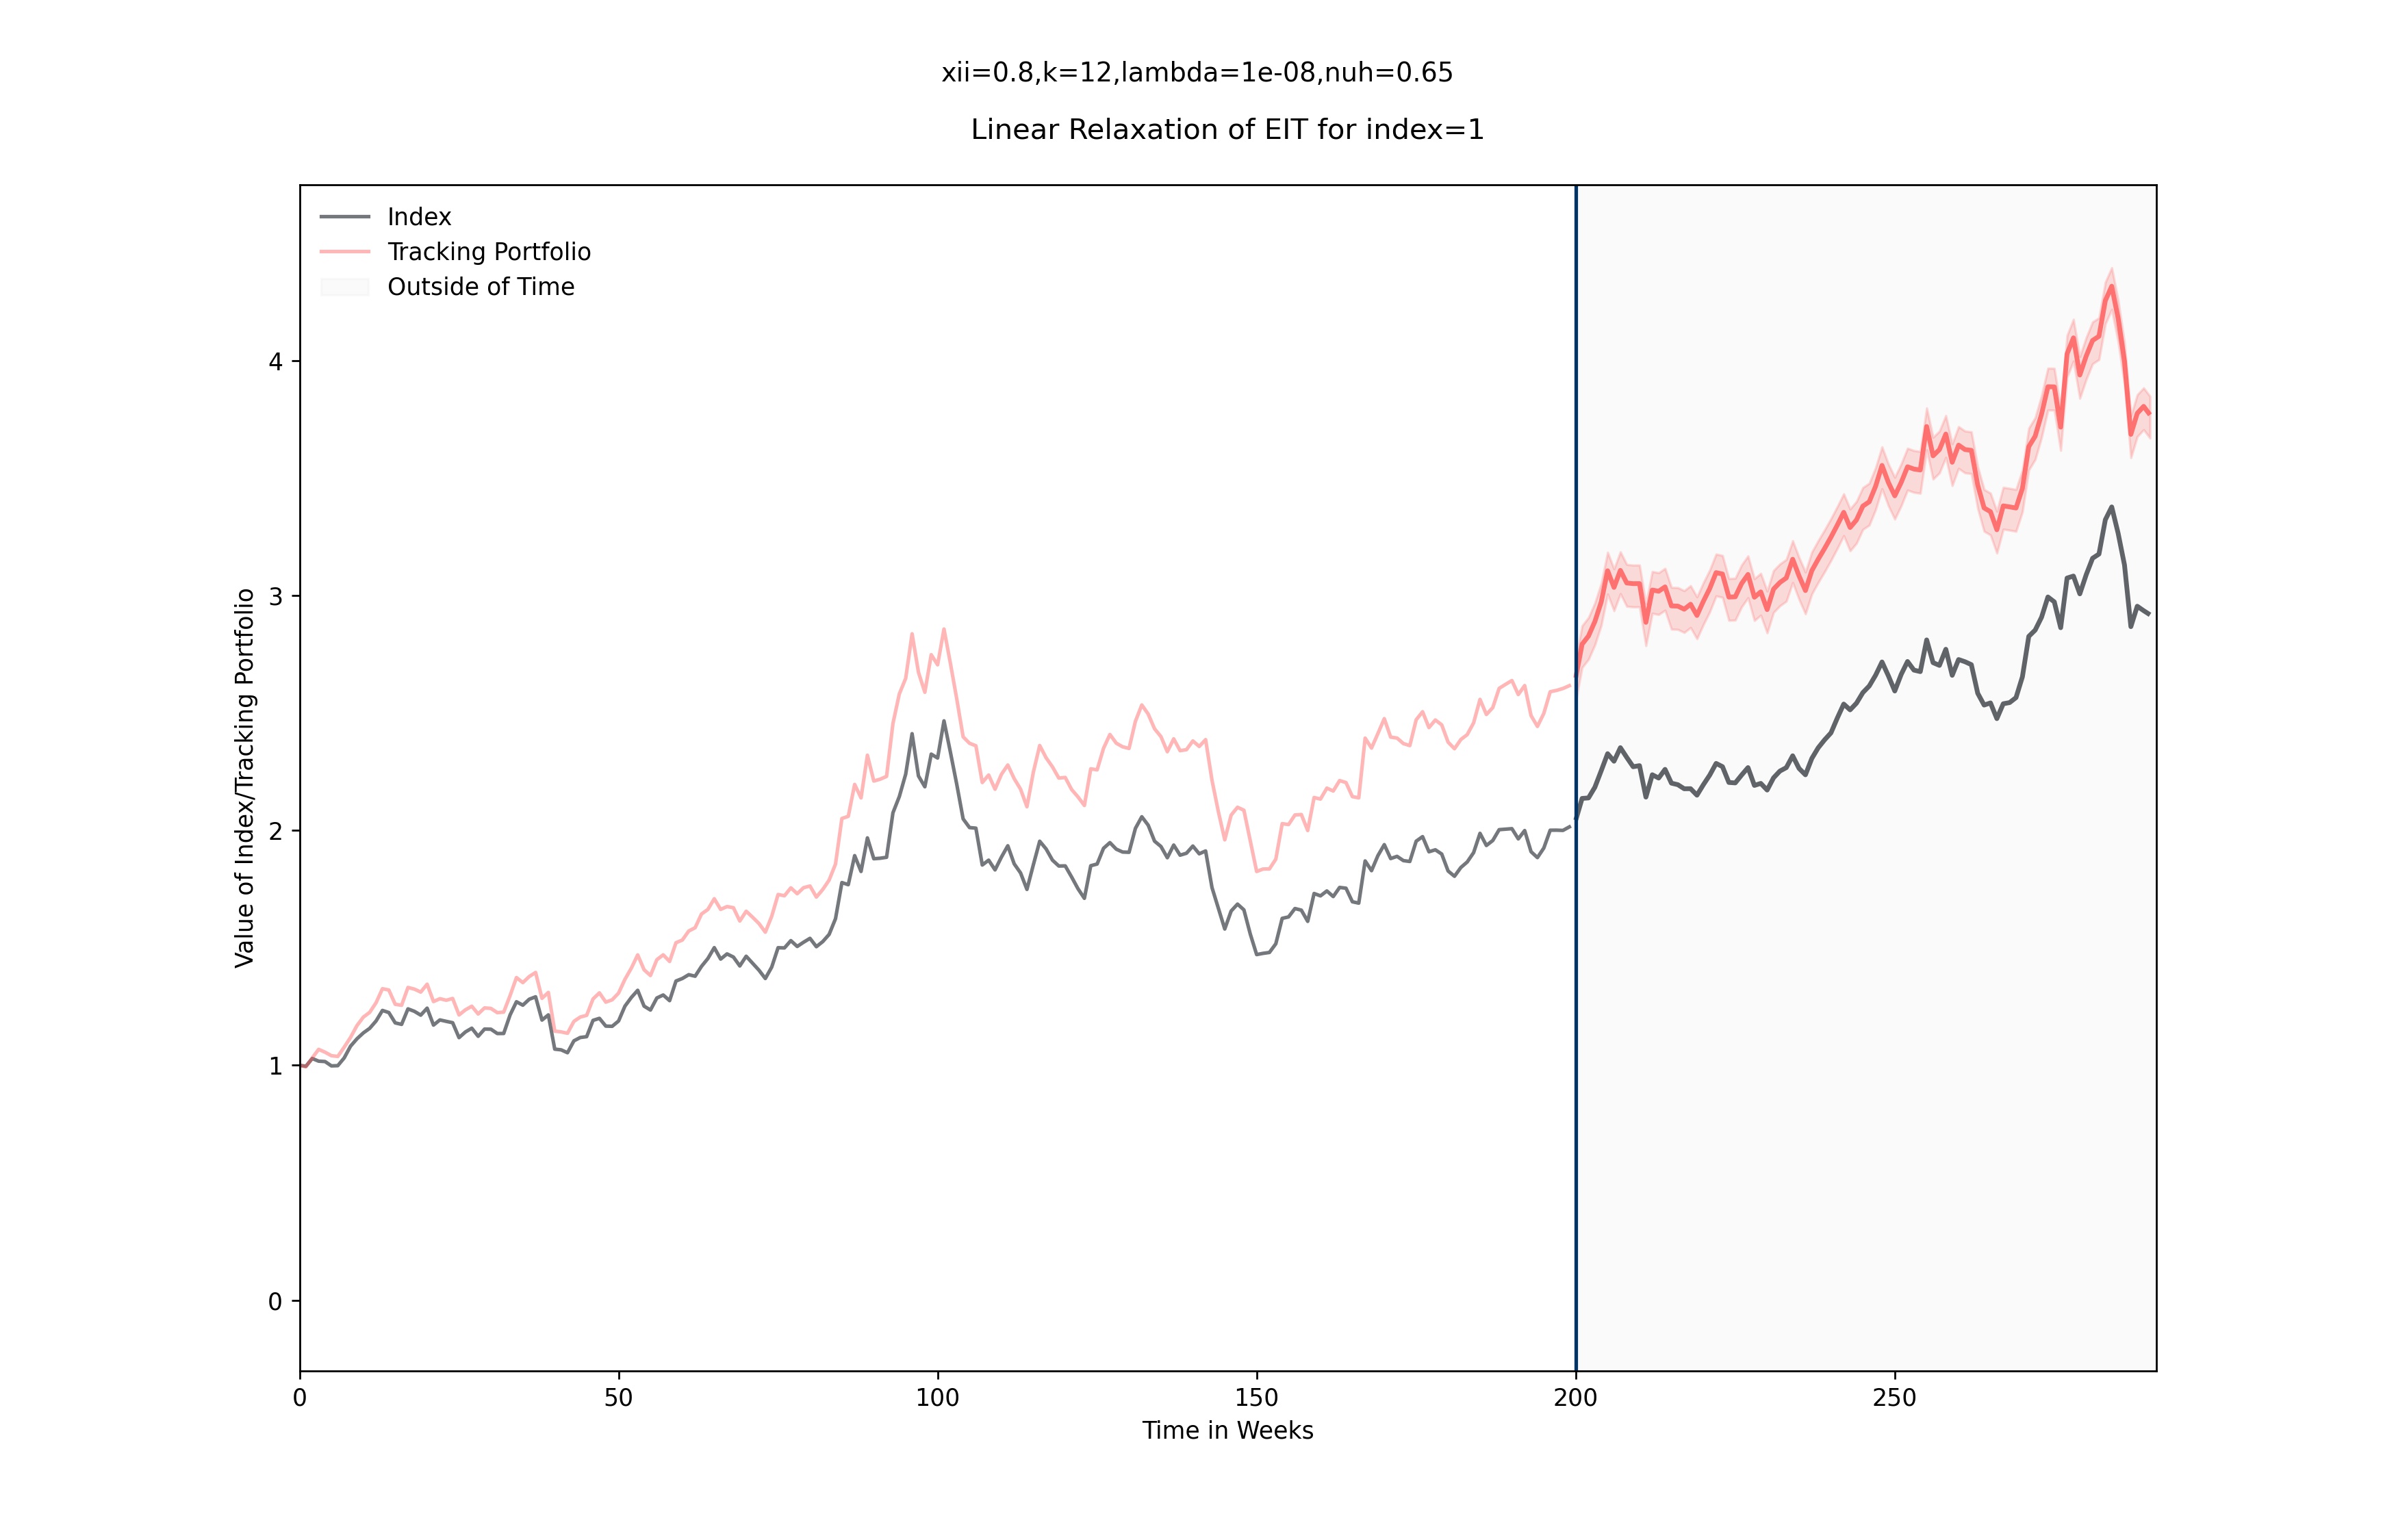 xii=0.8,k=12,lambda=1e-08,nuh=0.65
Linear Relaxation of EIT for index=1
Index
Tracking Portfolio
Outside of Time
Value of Index/Tracking Portfolio
4
3
2
1
0
0 50 100 150 200 250
Time in Weeks